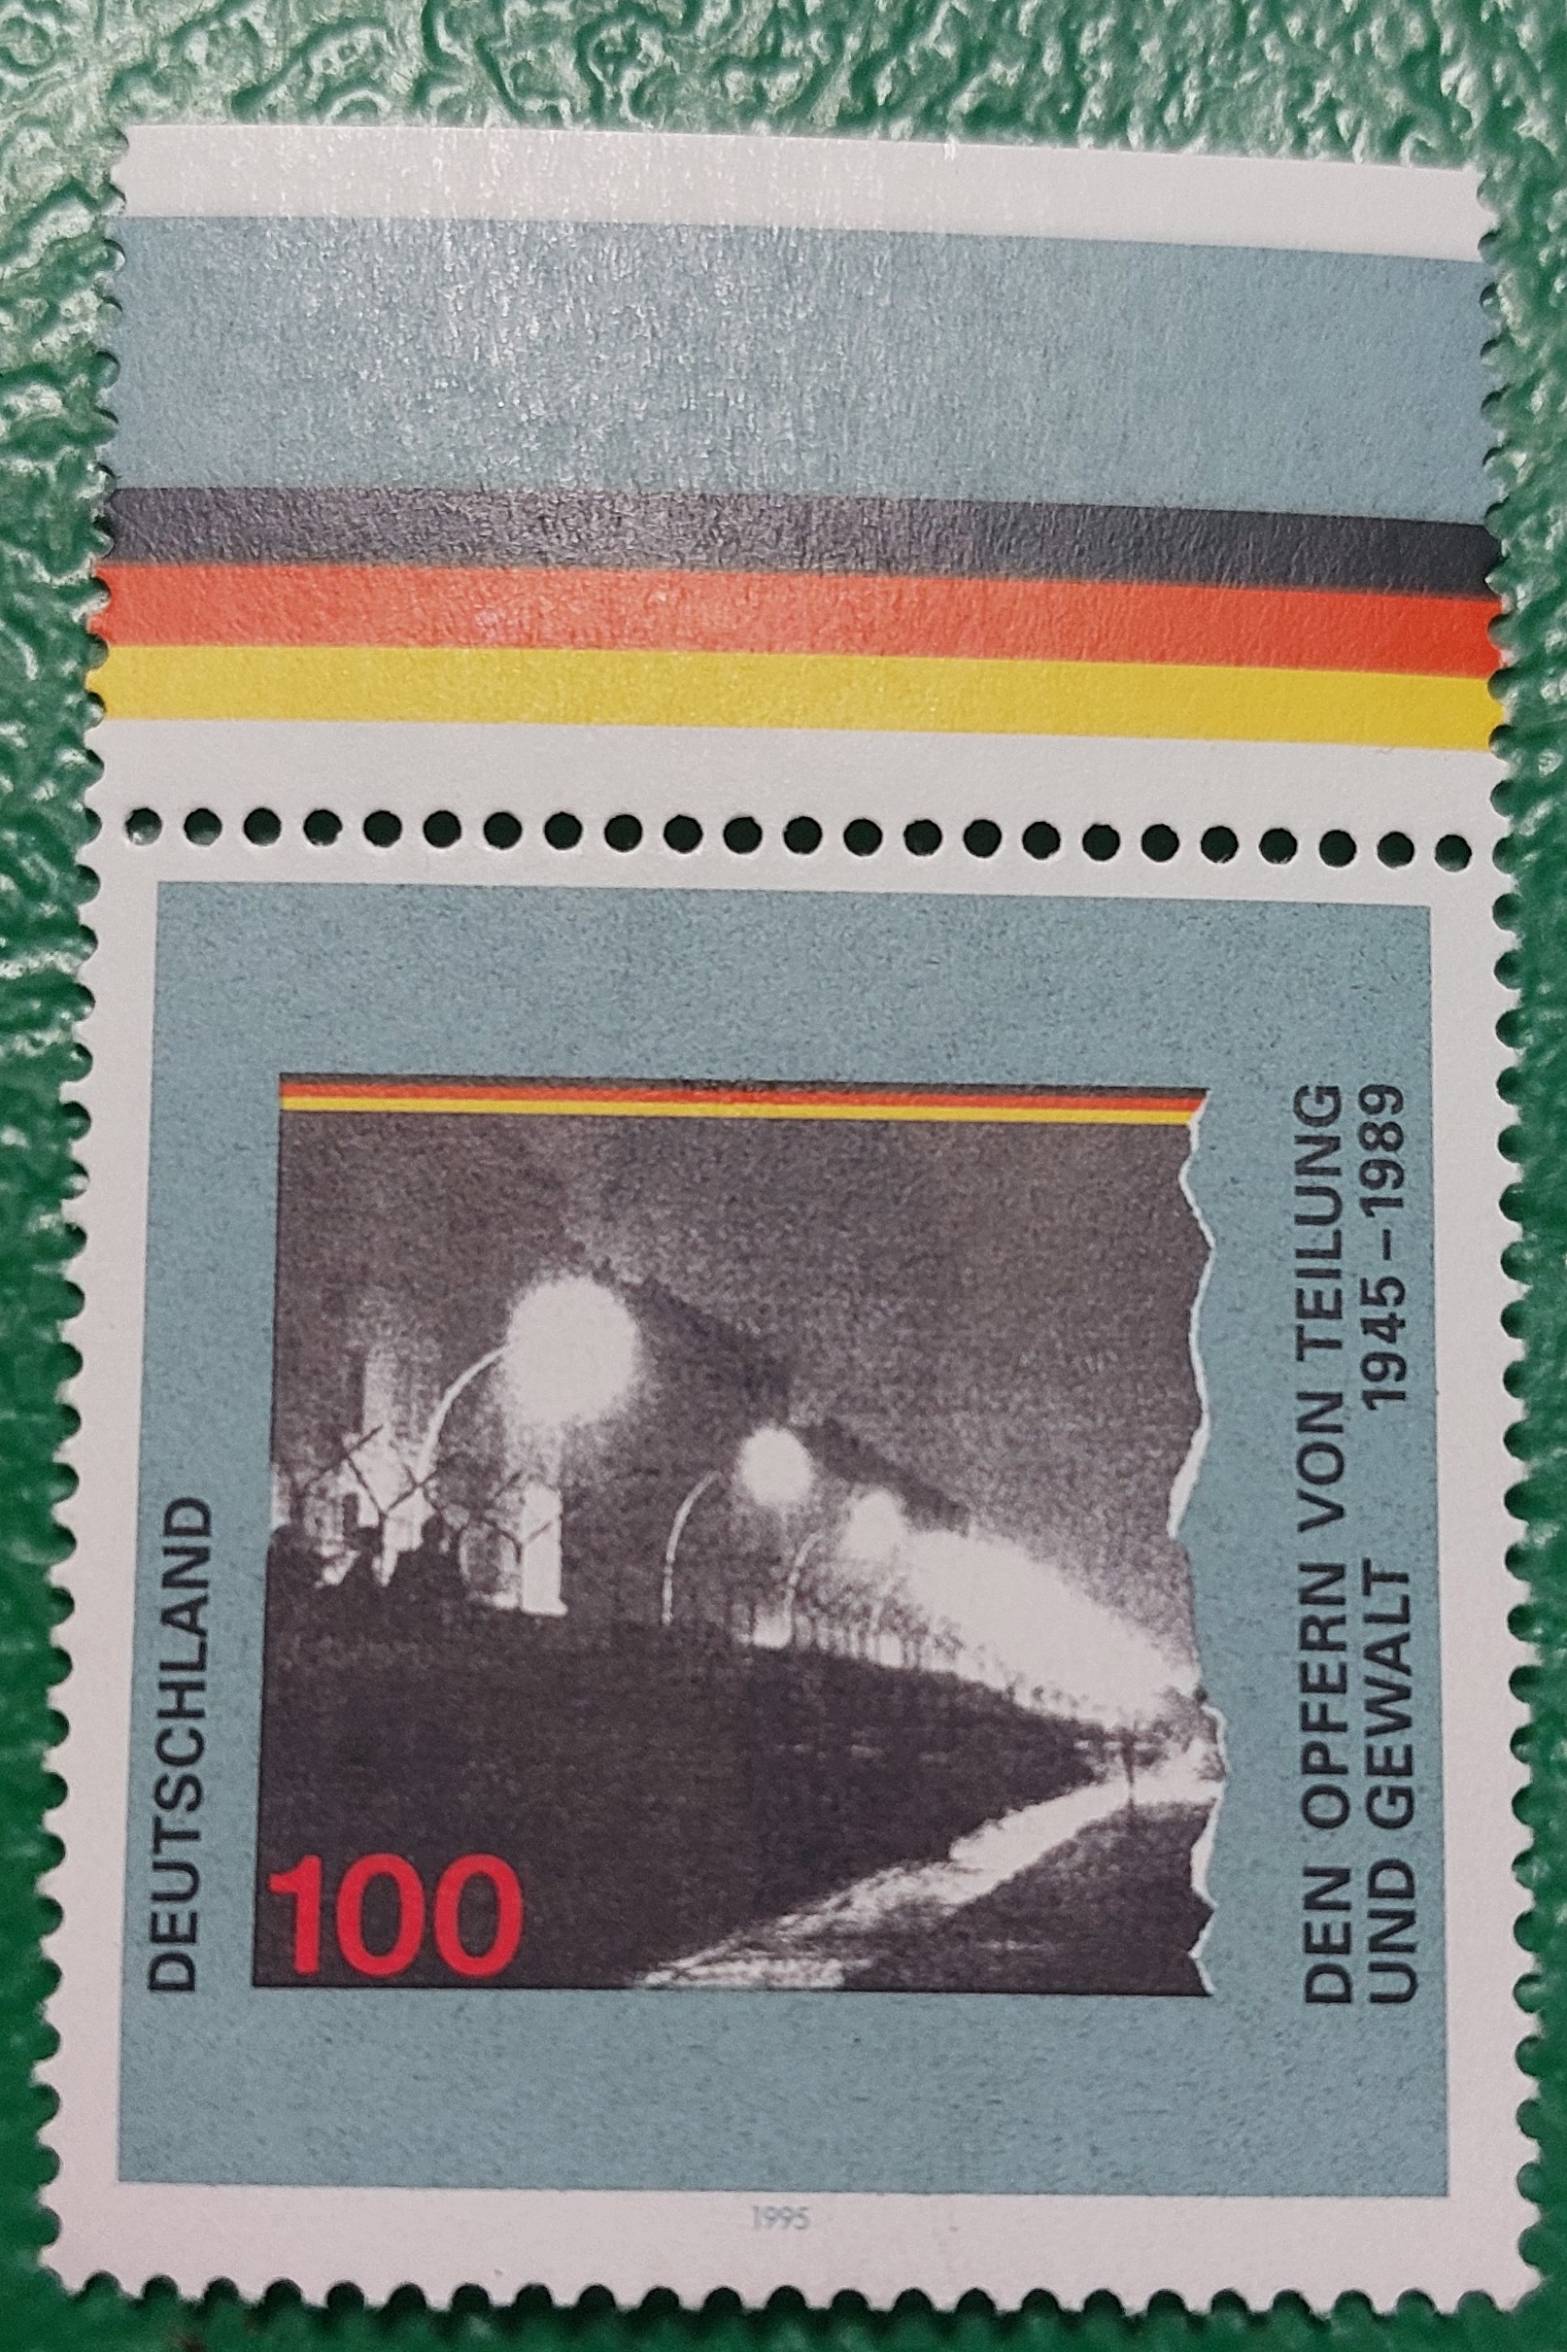 DEUTSCHLAND
100
DEN OPFERN VON TEILUNG
UND GEWALT 1945–1989
1995